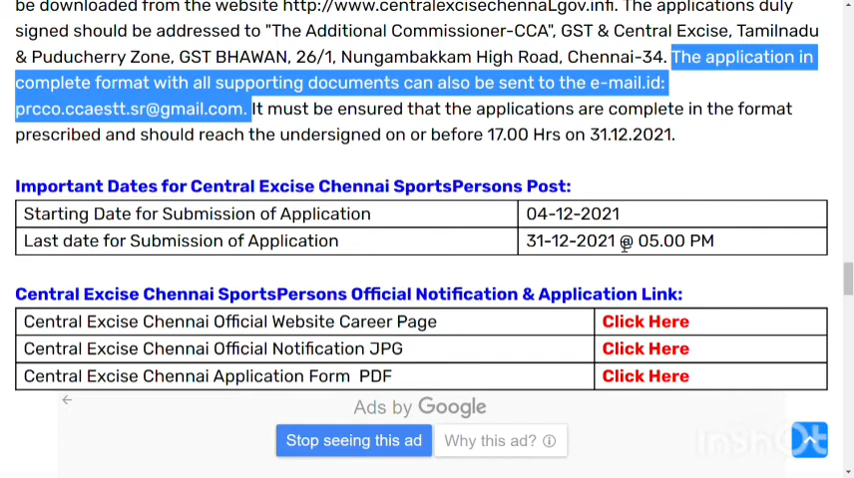 be downloaded from the website http://www.centralexcisechennaLgov.infi. The applications duly
signed should be addressed to "The Additional Commissioner-CCA", GST & Central Excise, Tamilnadu
& Puducherry Zone, GST BHAWAN, 26/1, Nungambakkam High Road, Chennai-34. The application in
complete format with all supporting documents can also be sent to the e-mail.id:
prcco.ccaestt.sr@gmail.com. It must be ensured that the applications are complete in the format
prescribed and should reach the undersigned on or before 17.00 Hrs on 31.12.2021.
Important Dates for Central Excise Chennai SportsPersons Post:
Starting Date for Submission of Application 04-12-2021
Last date for Submission of Application 31-12-2021 @ 05.00 PM
Central Excise Chennai SportsPersons Official Notification & Application Link:
Central Excise Chennai Official Website Career Page Click Here
Central Excise Chennai Official Notification JPG Click Here
Central Excise Chennai Application Form PDF Click Here
Ads by Google
Stop seeing this ad Why this ad?
InShOt